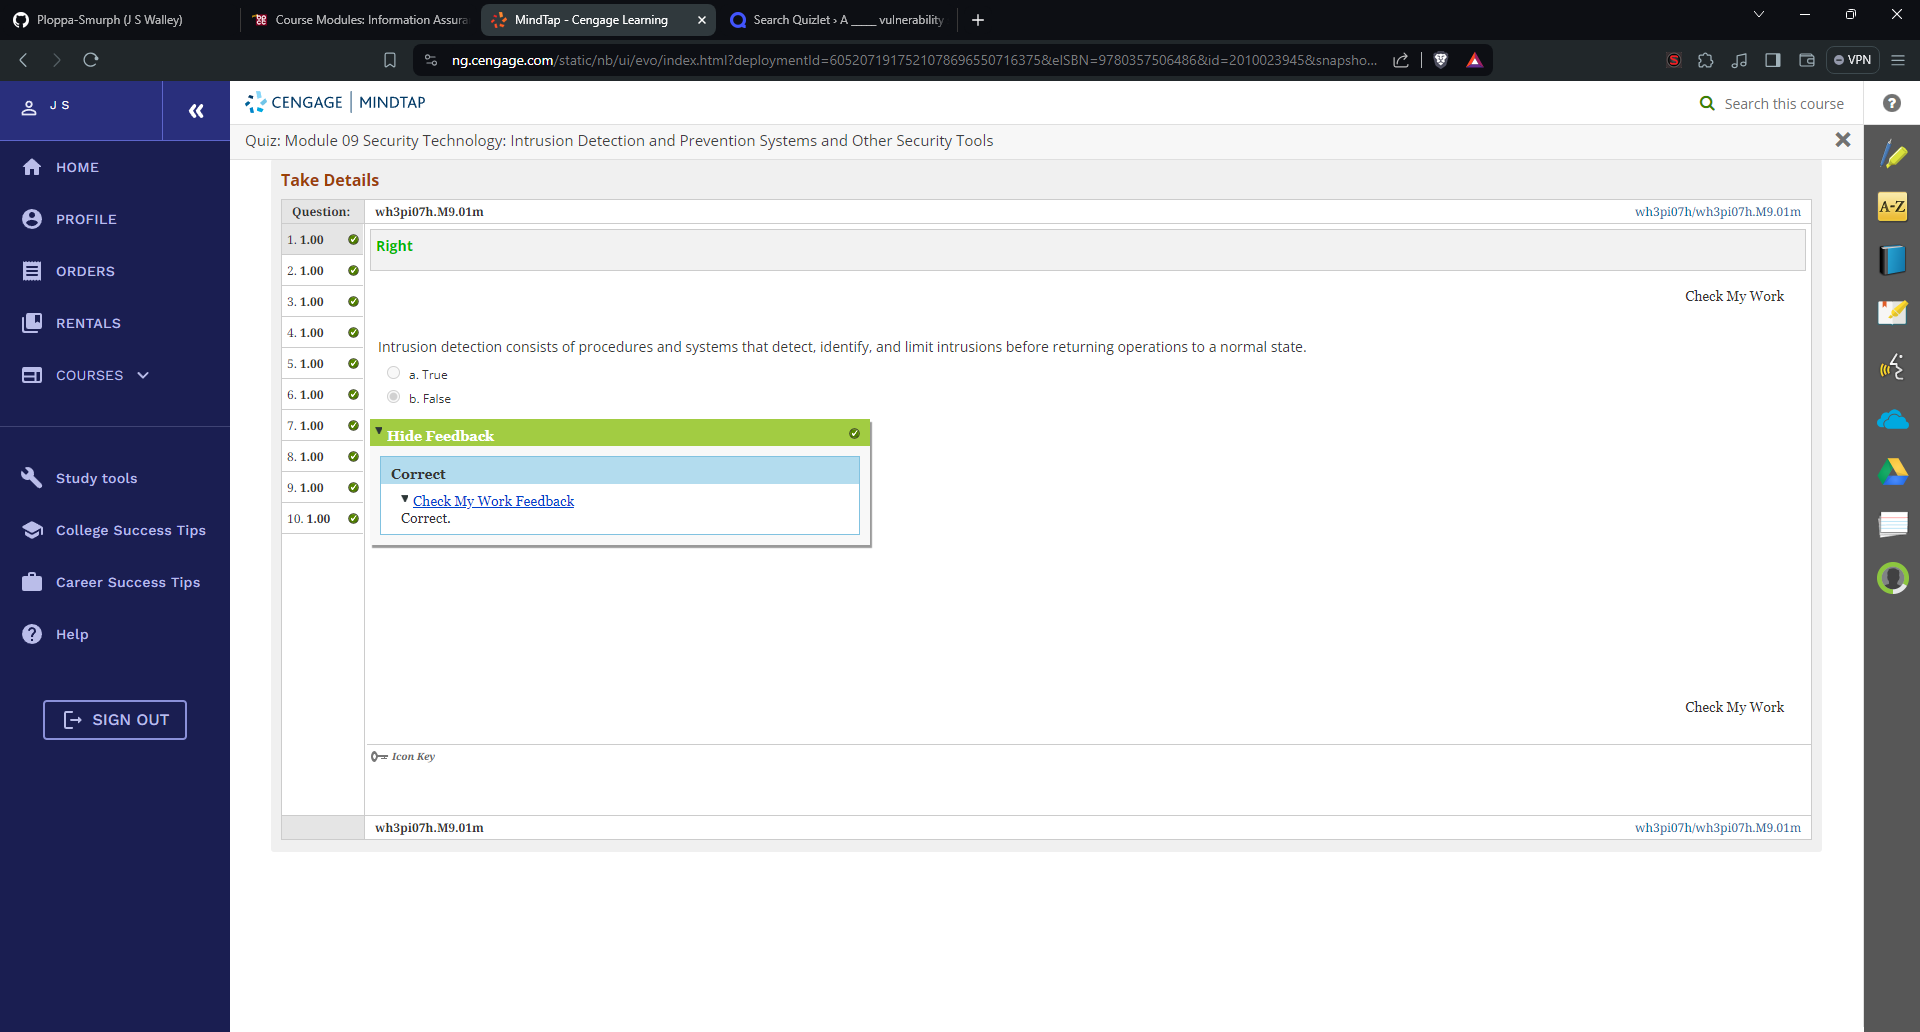 Ploppa-Smurph (J S Walley)
Course Modules: Information Assura
MindTap - Cengage Learning
Search Quizlet › A _____ vulnerability
ng.cengage.com/static/nb/ui/evo/index.html?deploymentId=6052071917521078696550716375&eISBN=9780357506486&id=2010023945&snapsho...
VPN
J S
CENGAGE | MINDTAP
Search this course
Quiz: Module 09 Security Technology: Intrusion Detection and Prevention Systems and Other Security Tools
HOME
PROFILE
ORDERS
RENTALS
COURSES
Study tools
College Success Tips
Career Success Tips
Help
SIGN OUT
Take Details
Question:
wh3pi07h.M9.01m
wh3pi07h/wh3pi07h.M9.01m
1. 1.00
2. 1.00
3. 1.00
4. 1.00
5. 1.00
6. 1.00
7. 1.00
8. 1.00
9. 1.00
10. 1.00
Right
Check My Work
Intrusion detection consists of procedures and systems that detect, identify, and limit intrusions before returning operations to a normal state.
a. True
b. False
Hide Feedback
Correct
Check My Work Feedback
Correct.
Check My Work
Icon Key
wh3pi07h.M9.01m
wh3pi07h/wh3pi07h.M9.01m
A-Z